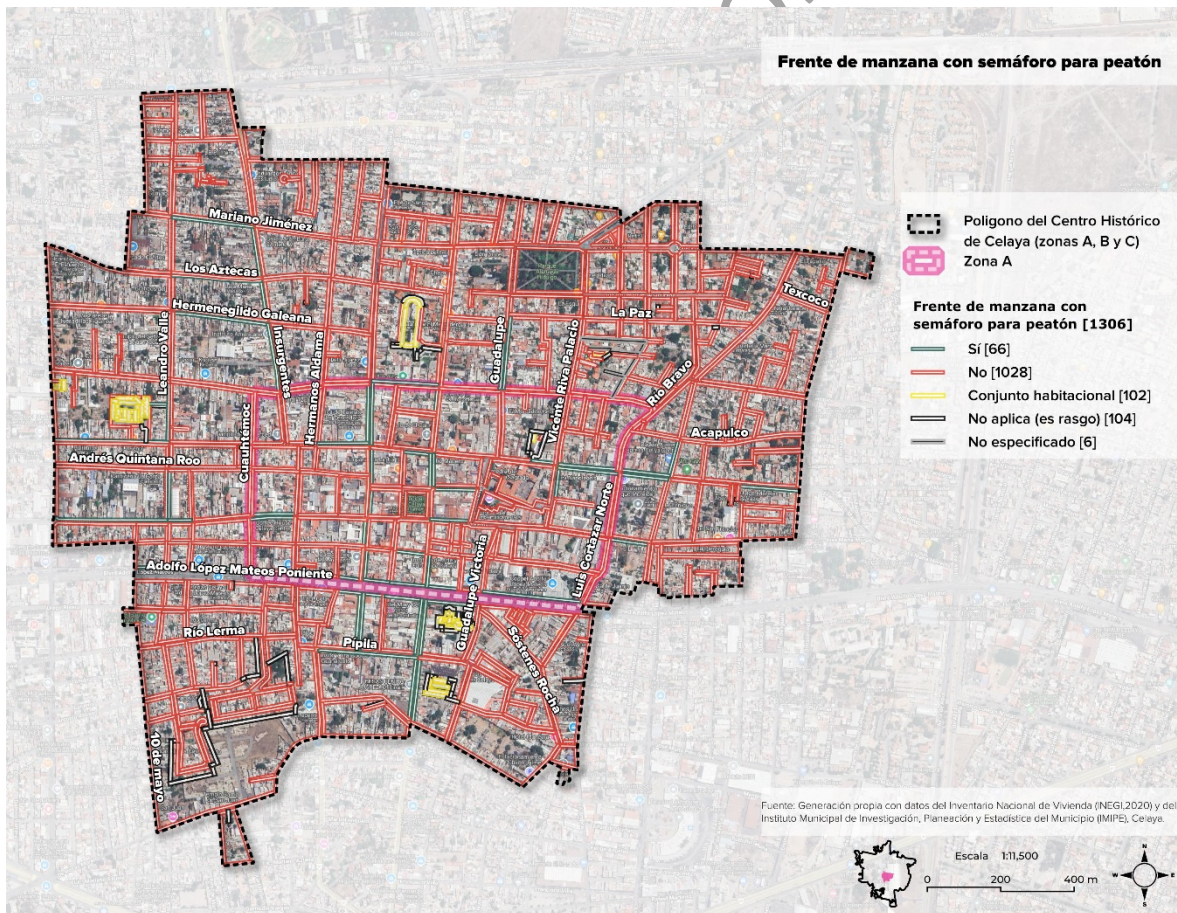 Frente de manzana con semáforo para peatón
Poligono del Centro Histórico
de Celaya (zonas A, B y C)
Zona A
Frente de manzana con
semáforo para peatón [1306]
Sí [66]
No [1028]
Conjunto habitacional [102]
No aplica (es rasgo) [104]
No especificado [6]
Mariano Jiménez
Los Aztecas
Hermenegildo Galeana
Leandro Valle
Insurgentes
Hermanos Aldama
Guadalupe
La Paz
Texcoco
Vicente Riva Palacio
Río Bravo
Cuauhtemoc
Acapulco
Andrés Quintana Roo
Luis Cortazar Norte
Adolfo López Mateos Poniente
Guadalupe Victoria
Río Lerma
Pípila
Sóstenes Rocha
10 de mayo
Fuente: Generación propia con datos del Inventario Nacional de Vivienda (INEGI,2020) y del
Instituto Municipal de Investigación, Planeación y Estadística del Municipio (IMIPE), Celaya.
Escala 1:11,500
0 200 400 m
N
W E
S